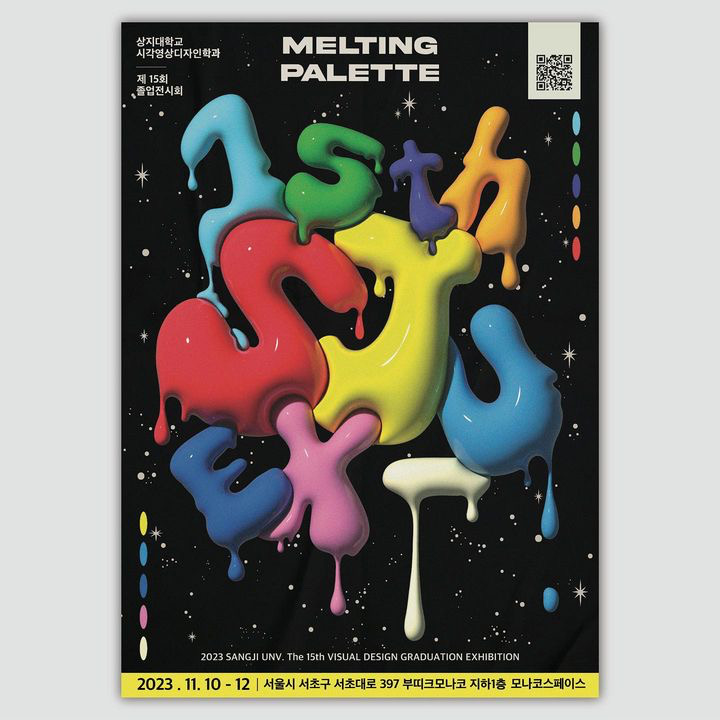 상지대학교
시각영상디자인학과
제 15회
졸업전시회
MELTING
PALETTE
15th
SJU
EXT
2023 SANGJI UNV. The 15th VISUAL DESIGN GRADUATION EXHIBITION
2023 . 11. 10 - 12 | 서울시 서초구 서초대로 397 부띠크모나코 지하1층 모나코스페이스